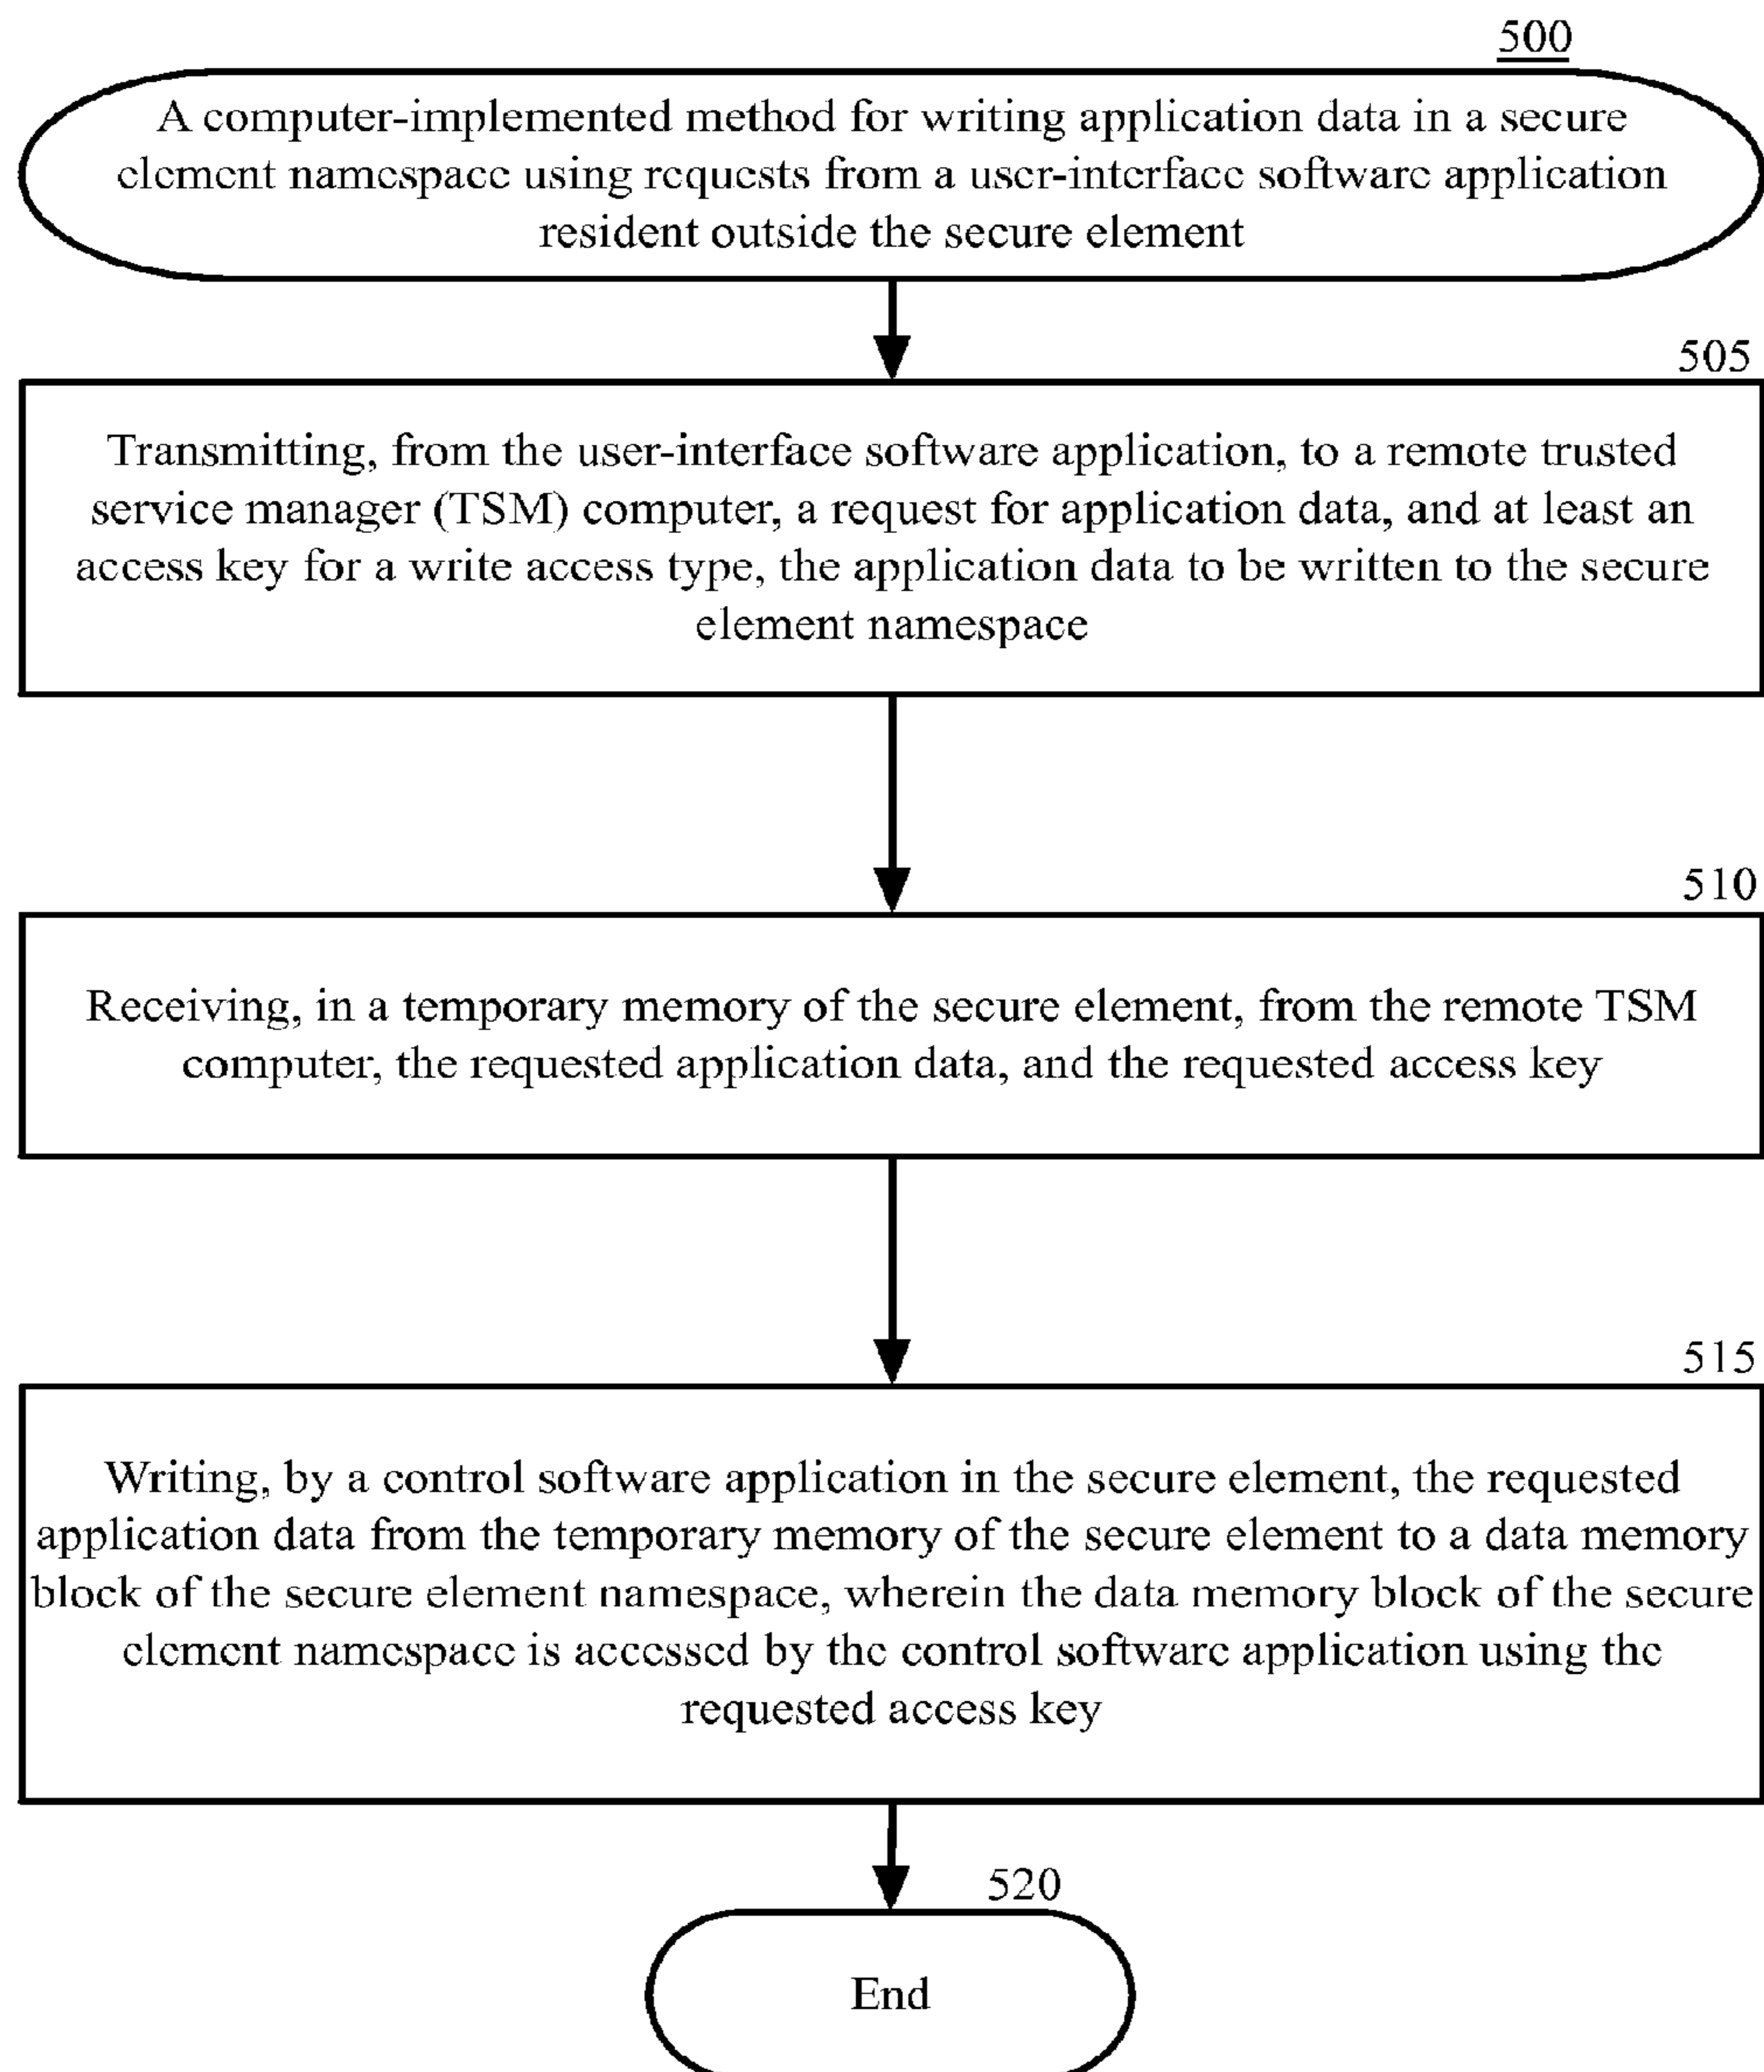 500
A computer-implemented method for writing application data in a secure
element namespace using requests from a user-interface software application
resident outside the secure element
505
Transmitting, from the user-interface software application, to a remote trusted
service manager (TSM) computer, a request for application data, and at least an
access key for a write access type, the application data to be written to the secure
element namespace
510
Receiving, in a temporary memory of the secure element, from the remote TSM
computer, the requested application data, and the requested access key
515
Writing, by a control software application in the secure element, the requested
application data from the temporary memory of the secure element to a data memory
block of the secure element namespace, wherein the data memory block of the secure
element namespace is accessed by the control software application using the
requested access key
520
End